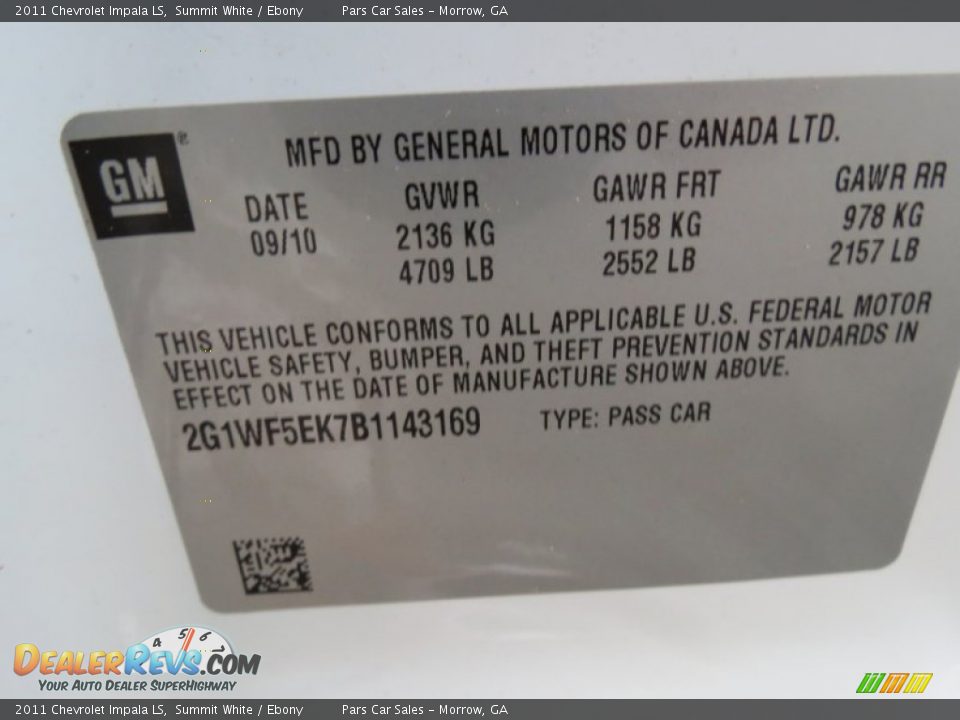 2011 Chevrolet Impala LS, Summit White / Ebony Pars Car Sales - Morrow, GA
GM ®
MFD BY GENERAL MOTORS OF CANADA LTD.
DATE GVWR GAWR FRT GAWR RR
09/10 2136 KG 1158 KG 978 KG
4709 LB 2552 LB 2157 LB
THIS VEHICLE CONFORMS TO ALL APPLICABLE U.S. FEDERAL MOTOR
VEHICLE SAFETY, BUMPER, AND THEFT PREVENTION STANDARDS IN
EFFECT ON THE DATE OF MANUFACTURE SHOWN ABOVE.
2G1WF5EK7B1143169 TYPE: PASS CAR
4 5 6
DEALERREVS.COM
YOUR AUTO DEALER SUPERHIGHWAY
2011 Chevrolet Impala LS, Summit White / Ebony Pars Car Sales - Morrow, GA